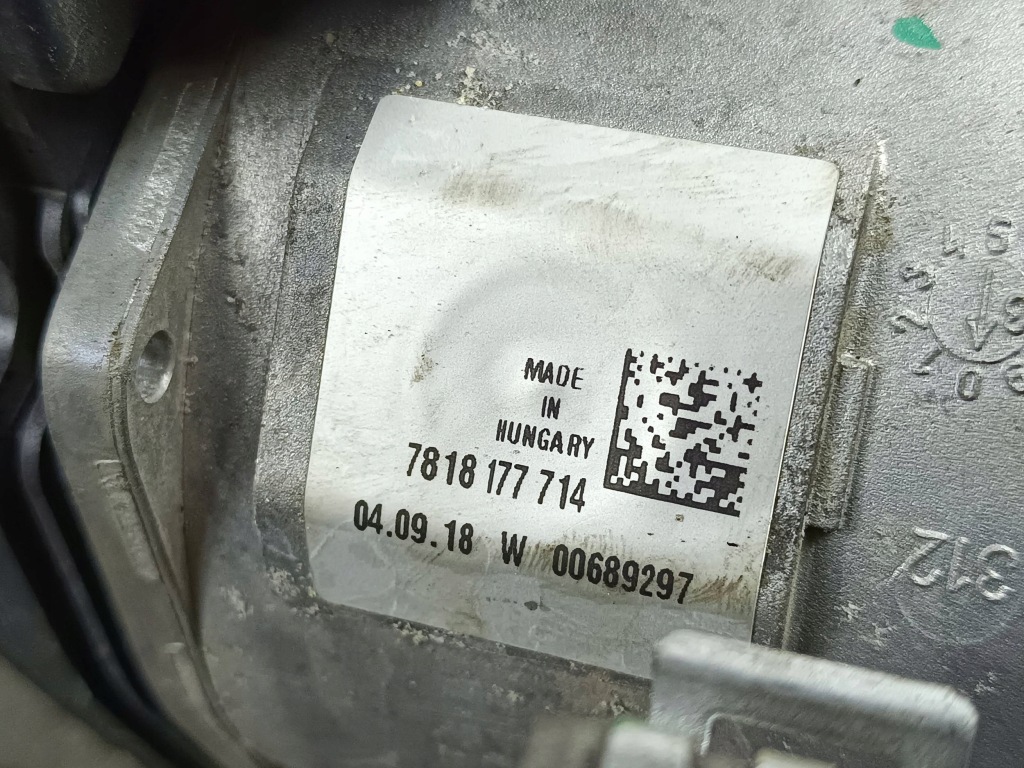 MADE
IN
HUNGARY
7818 177 714
04.09.18 W 00689297
312